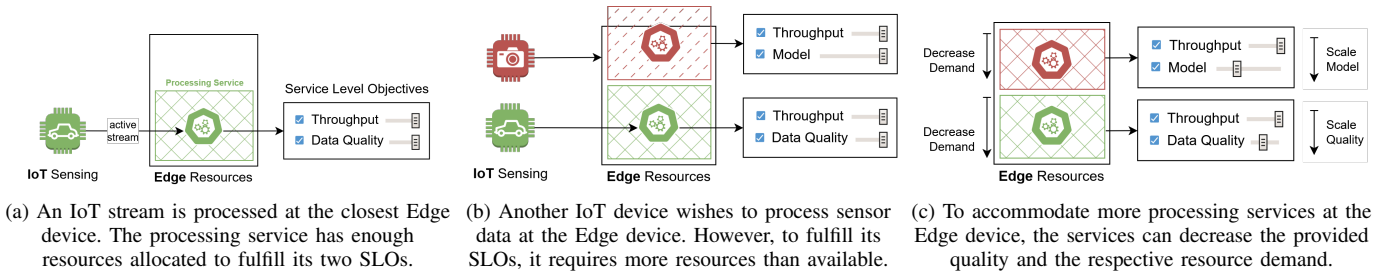 Processing Service
Service Level Objectives
active
stream
Throughput
Data Quality
IoT Sensing
Edge Resources
(a) An IoT stream is processed at the closest Edge
device. The processing service has enough
resources allocated to fulfill its two SLOs.
Throughput
Model
Throughput
Data Quality
IoT Sensing
Edge Resources
(b) Another IoT device wishes to process sensor
data at the Edge device. However, to fulfill its
SLOs, it requires more resources than available.
Decrease
Demand
Throughput
Model
Scale
Model
Decrease
Demand
Throughput
Data Quality
Scale
Quality
Edge Resources
(c) To accommodate more processing services at the
Edge device, the services can decrease the provided
quality and the respective resource demand.